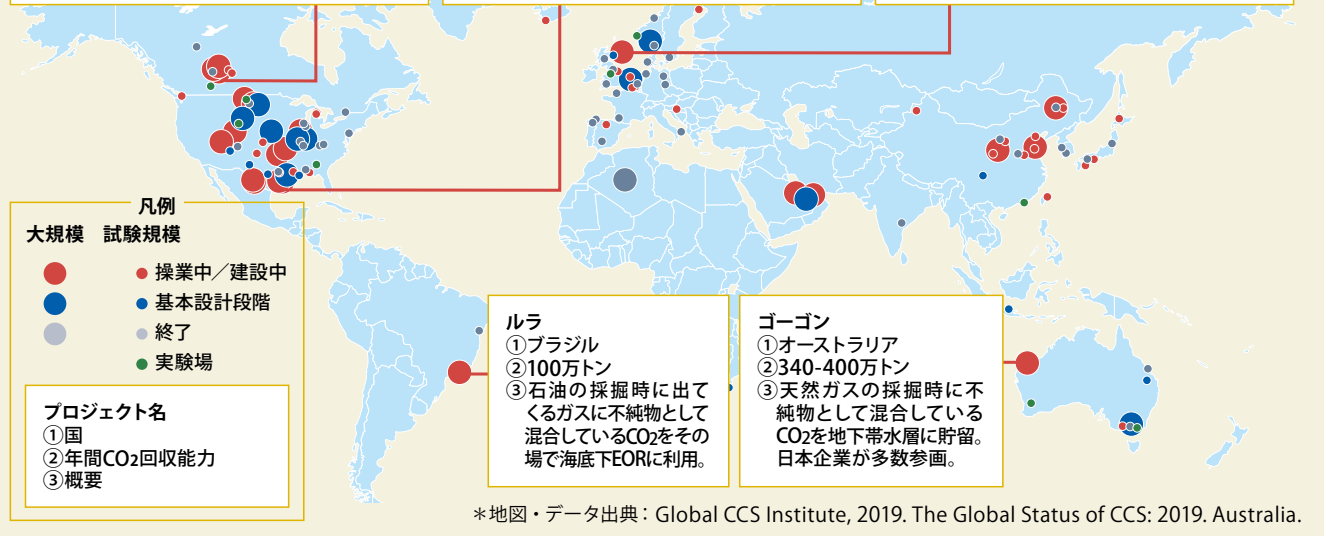 凡例
大規模 試験規模
操業中／建設中
基本設計段階
終了
実験場
プロジェクト名
①国
②年間CO2回収能力
③概要
ルラ
①ブラジル
②100万トン
③石油の採掘時に出て
くるガスに不純物として
混合しているCO2をその
場で海底下EORに利用。
ゴーゴン
①オーストラリア
②340-400万トン
③天然ガスの採掘時に不
純物として混合している
CO2を地下帯水層に貯留。
日本企業が多数参画。
＊地図・データ出典：Global CCS Institute, 2019. The Global Status of CCS: 2019. Australia.